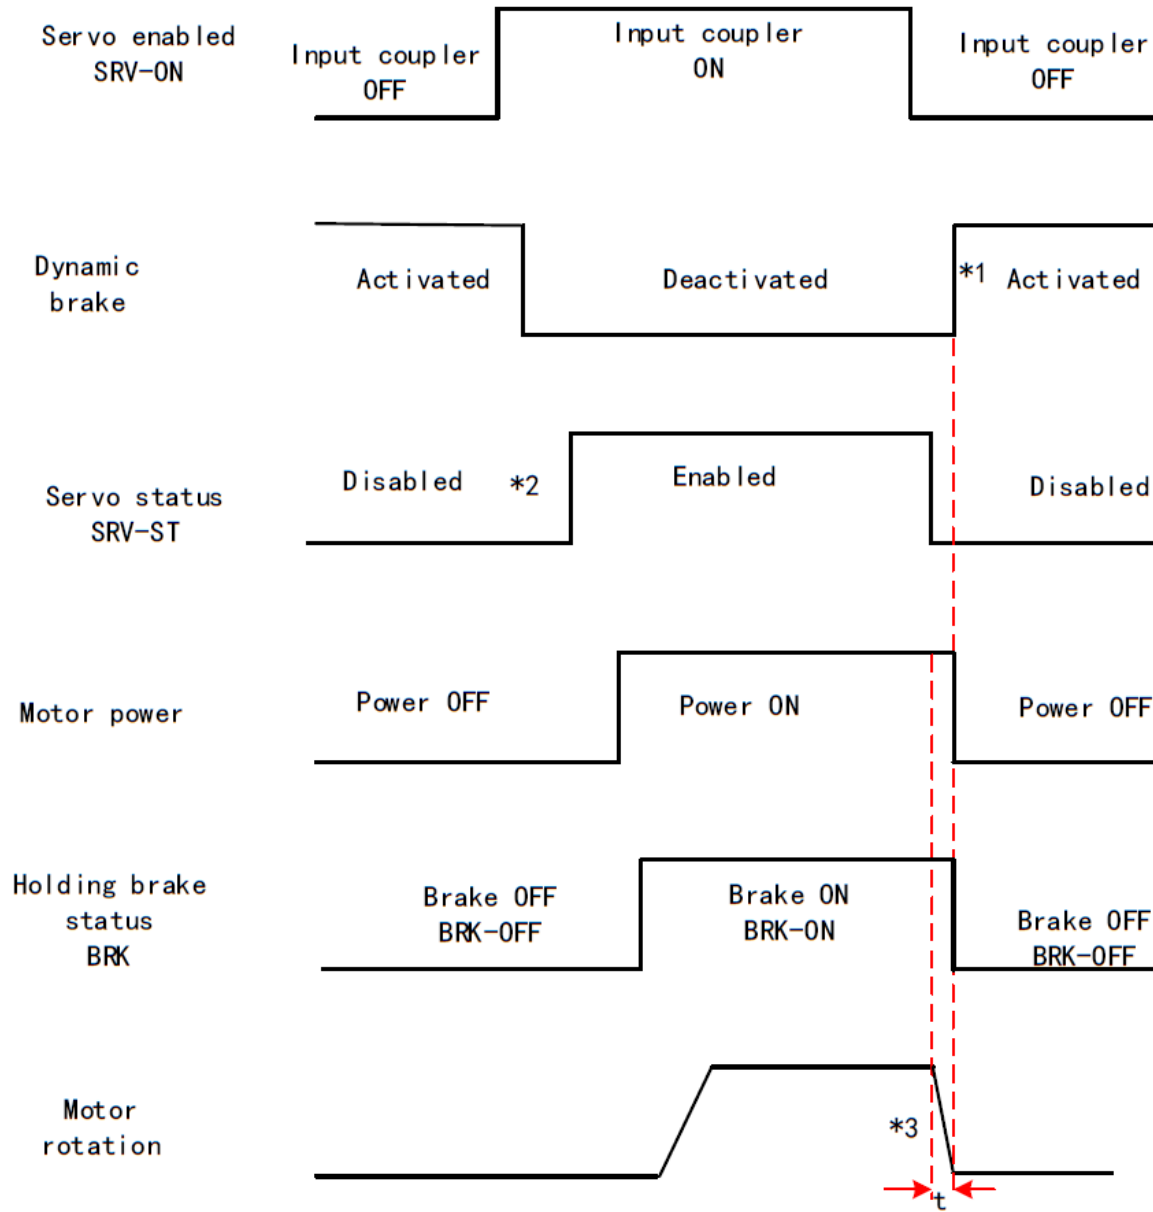 Servo enabled
SRV-ON
Input coupler
OFF
Input coupler
ON
Input coupler
OFF
Dynamic
brake
Activated
Deactivated
*1 Activated
Servo status
SRV-ST
Disabled
*2
Enabled
Disabled
Motor power
Power OFF
Power ON
Power OFF
Holding brake
status
BRK
Brake OFF
BRK-OFF
Brake ON
BRK-ON
Brake OFF
BRK-OFF
Motor
rotation
*3
t